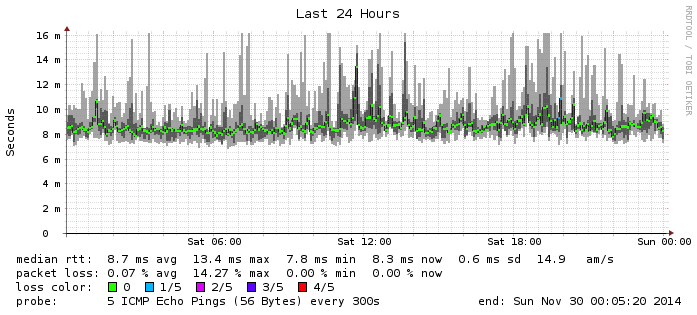 Last 24 Hours
RRDTOOL / TOBI OETIKER
Seconds
16 m
14 m
12 m
10 m
8 m
6 m
4 m
2 m
0
Sat 06:00 Sat 12:00 Sat 18:00 Sun 00:00
median rtt: 8.7 ms avg 13.4 ms max 7.8 ms min 8.3 ms now 0.6 ms sd 14.9 am/s
packet loss: 0.07 % avg 14.27 % max 0.00 % min 0.00 % now
loss color: 0 1/5 2/5 3/5 4/5
probe: 5 ICMP Echo Pings (56 Bytes) every 300s end: Sun Nov 30 00:05:20 2014